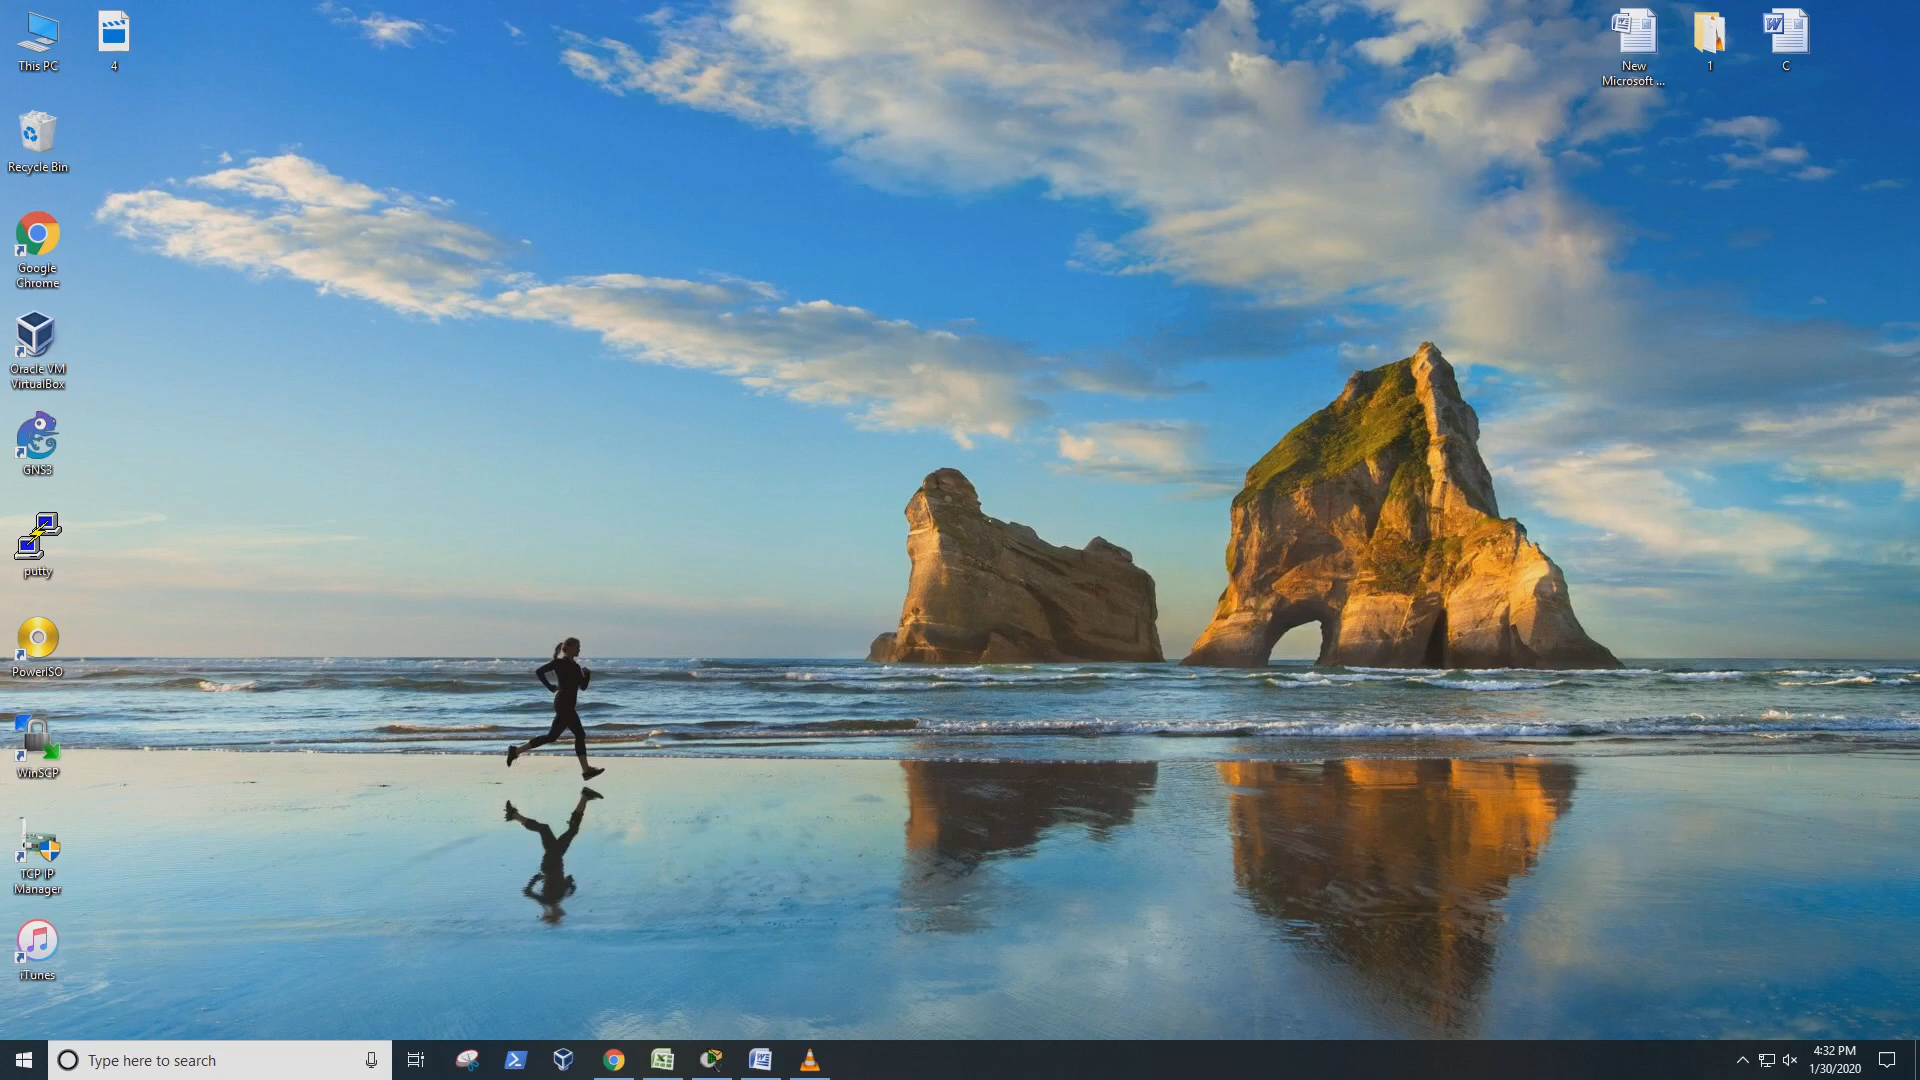 This PC
4
Recycle Bin
Google
Chrome
Oracle VM
VirtualBox
GNS3
putty
PowerISO
WinSCP
TCP IP
Manager
iTunes
New
Microsoft ...
1
C
Type here to search
4:32 PM
1/30/2020